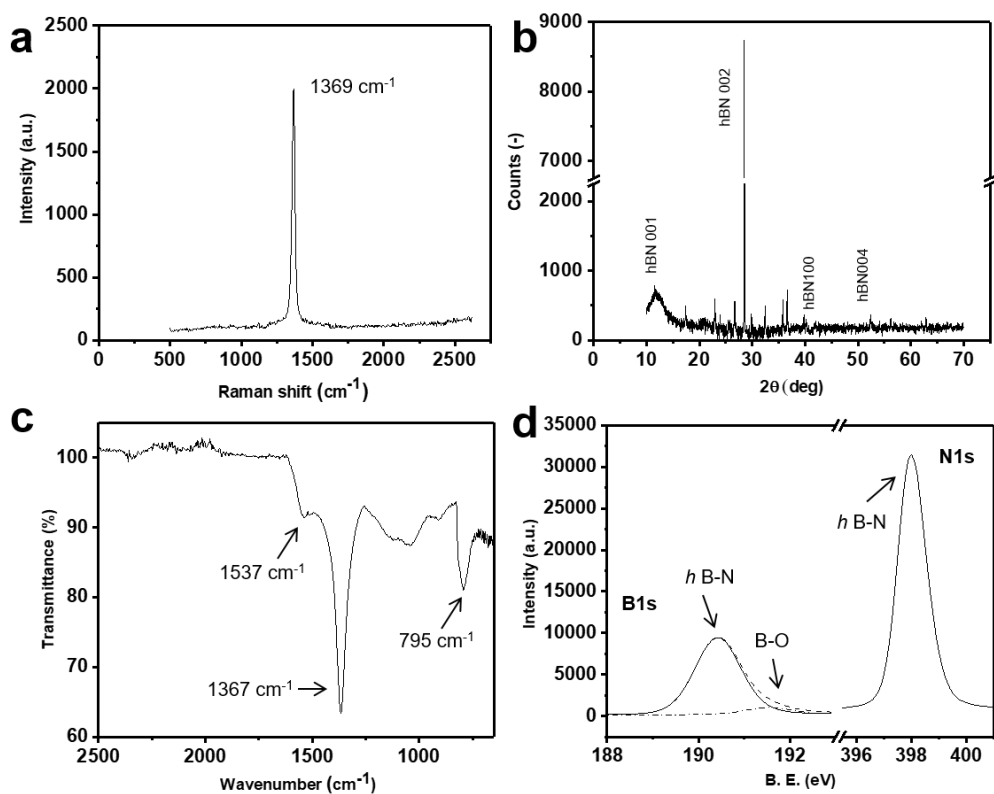 a
2500
2000
1500
1000
500
0
Intensity (a.u.)
1369 cm-1
0
500
1000
1500
2000
2500
Raman shift (cm-1)
b
9000
8000
7000
2000
1000
0
Counts (-)
hBN 001
hBN 002
hBN100
hBN004
0
10
20
30
40
50
60
70
2θ (deg)
c
100
90
80
70
60
Transmittance (%)
1537 cm-1
1367 cm-1
795 cm-1
2500
2000
1500
1000
Wavenumber (cm-1)
d
35000
30000
25000
20000
15000
10000
5000
0
Intensity (a.u.)
N1s
h B-N
h B-N
B1s
B-O
188
190
192
396
398
400
B. E. (eV)